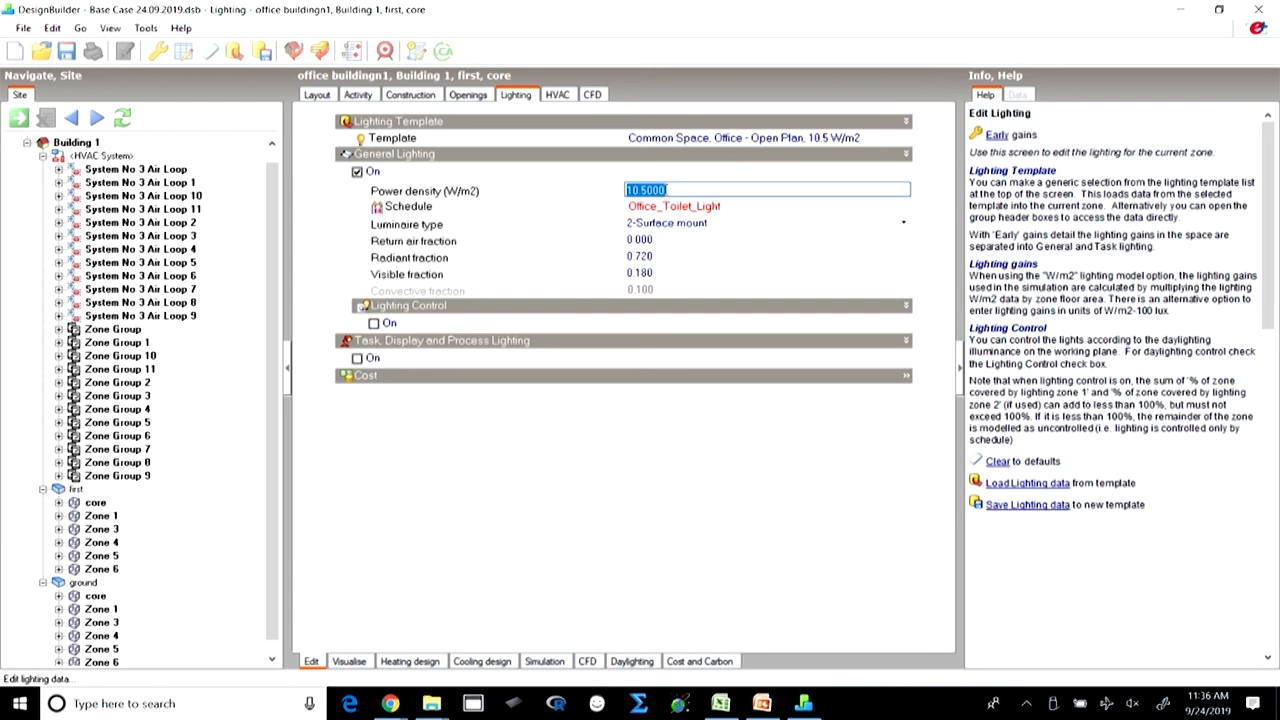 DesignBuilder - Base Case 24.09.2019.dsb - Lighting - office buildingn1, Building 1, first, core
File Edit Go View Tools Help
Navigate, Site
Site
Building 1
<HVAC System>
System No 3 Air Loop
System No 3 Air Loop 1
System No 3 Air Loop 10
System No 3 Air Loop 11
System No 3 Air Loop 2
System No 3 Air Loop 3
System No 3 Air Loop 4
System No 3 Air Loop 5
System No 3 Air Loop 6
System No 3 Air Loop 7
System No 3 Air Loop 8
System No 3 Air Loop 9
Zone Group
Zone Group 1
Zone Group 10
Zone Group 11
Zone Group 2
Zone Group 3
Zone Group 4
Zone Group 5
Zone Group 6
Zone Group 7
Zone Group 8
Zone Group 9
first
core
Zone 1
Zone 3
Zone 4
Zone 5
Zone 6
ground
core
Zone 1
Zone 3
Zone 4
Zone 5
Zone 6
office buildingn1, Building 1, first, core
Layout Activity Construction Openings Lighting HVAC CFD
Lighting Template
Template Common Space, Office - Open Plan, 10.5 W/m2
General Lighting
On
Power density (W/m2) 10.5000
Schedule Office_Toilet_Light
Luminaire type 2-Surface mount
Return air fraction 0.000
Radiant fraction 0.720
Visible fraction 0.180
Convective fraction 0.100
Lighting Control
On
Task, Display and Process Lighting
On
Cost
Edit Visualise Heating design Cooling design Simulation CFD Daylighting Cost and Carbon
Info, Help
Help Data
Edit Lighting
Early gains
Use this screen to edit the lighting for the current zone.
Lighting Template
You can make a generic selection from the lighting template list
at the top of the screen. This loads data from the selected
template into the current zone. Alternatively you can open the
group header boxes to access the data directly.
With 'Early' gains detail the lighting gains in the space are
separated into General and Task lighting.
Lighting gains
When using the "W/m2" lighting model option, the lighting gains
used in the simulation are calculated by multiplying the lighting
W/m2 data by zone floor area. There is an alternative option to
enter lighting gains in units of W/m2-100 lux.
Lighting Control
You can control the lights according to the daylighting
illuminance on the working plane. For daylighting control check
the Lighting Control check box.
Note that when lighting control is on, the sum of '% of zone
covered by lighting zone 1' and '% of zone covered by lighting
zone 2' (if used) can add to less than 100%, but must not
exceed 100%. If it is less than 100%, the remainder of the zone
is modelled as uncontrolled (i.e. lighting is controlled only by
schedule)
Clear to defaults
Load Lighting data from template
Save Lighting data to new template
Edit lighting data...
Type here to search
11:36 AM
9/24/2019